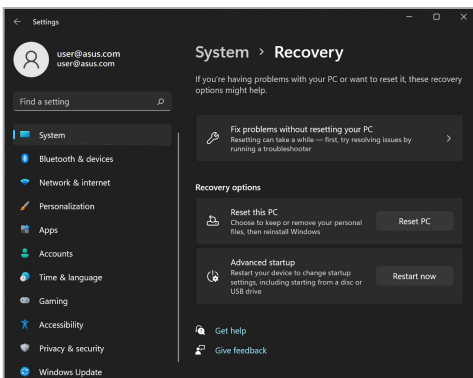 Settings
user@asus.com
user@asus.com
Find a setting
System
Bluetooth & devices
Network & internet
Personalization
Apps
Accounts
Time & language
Gaming
Accessibility
Privacy & security
Windows Update
System > Recovery
If you're having problems with your PC or want to reset it, these recovery
options might help.
Fix problems without resetting your PC
Resetting can take a while — first, try resolving issues by
running a troubleshooter
Recovery options
Reset this PC
Choose to keep or remove your personal
files, then reinstall Windows
Reset PC
Advanced startup
Restart your device to change startup
settings, including starting from a disc or
USB drive
Restart now
Get help
Give feedback